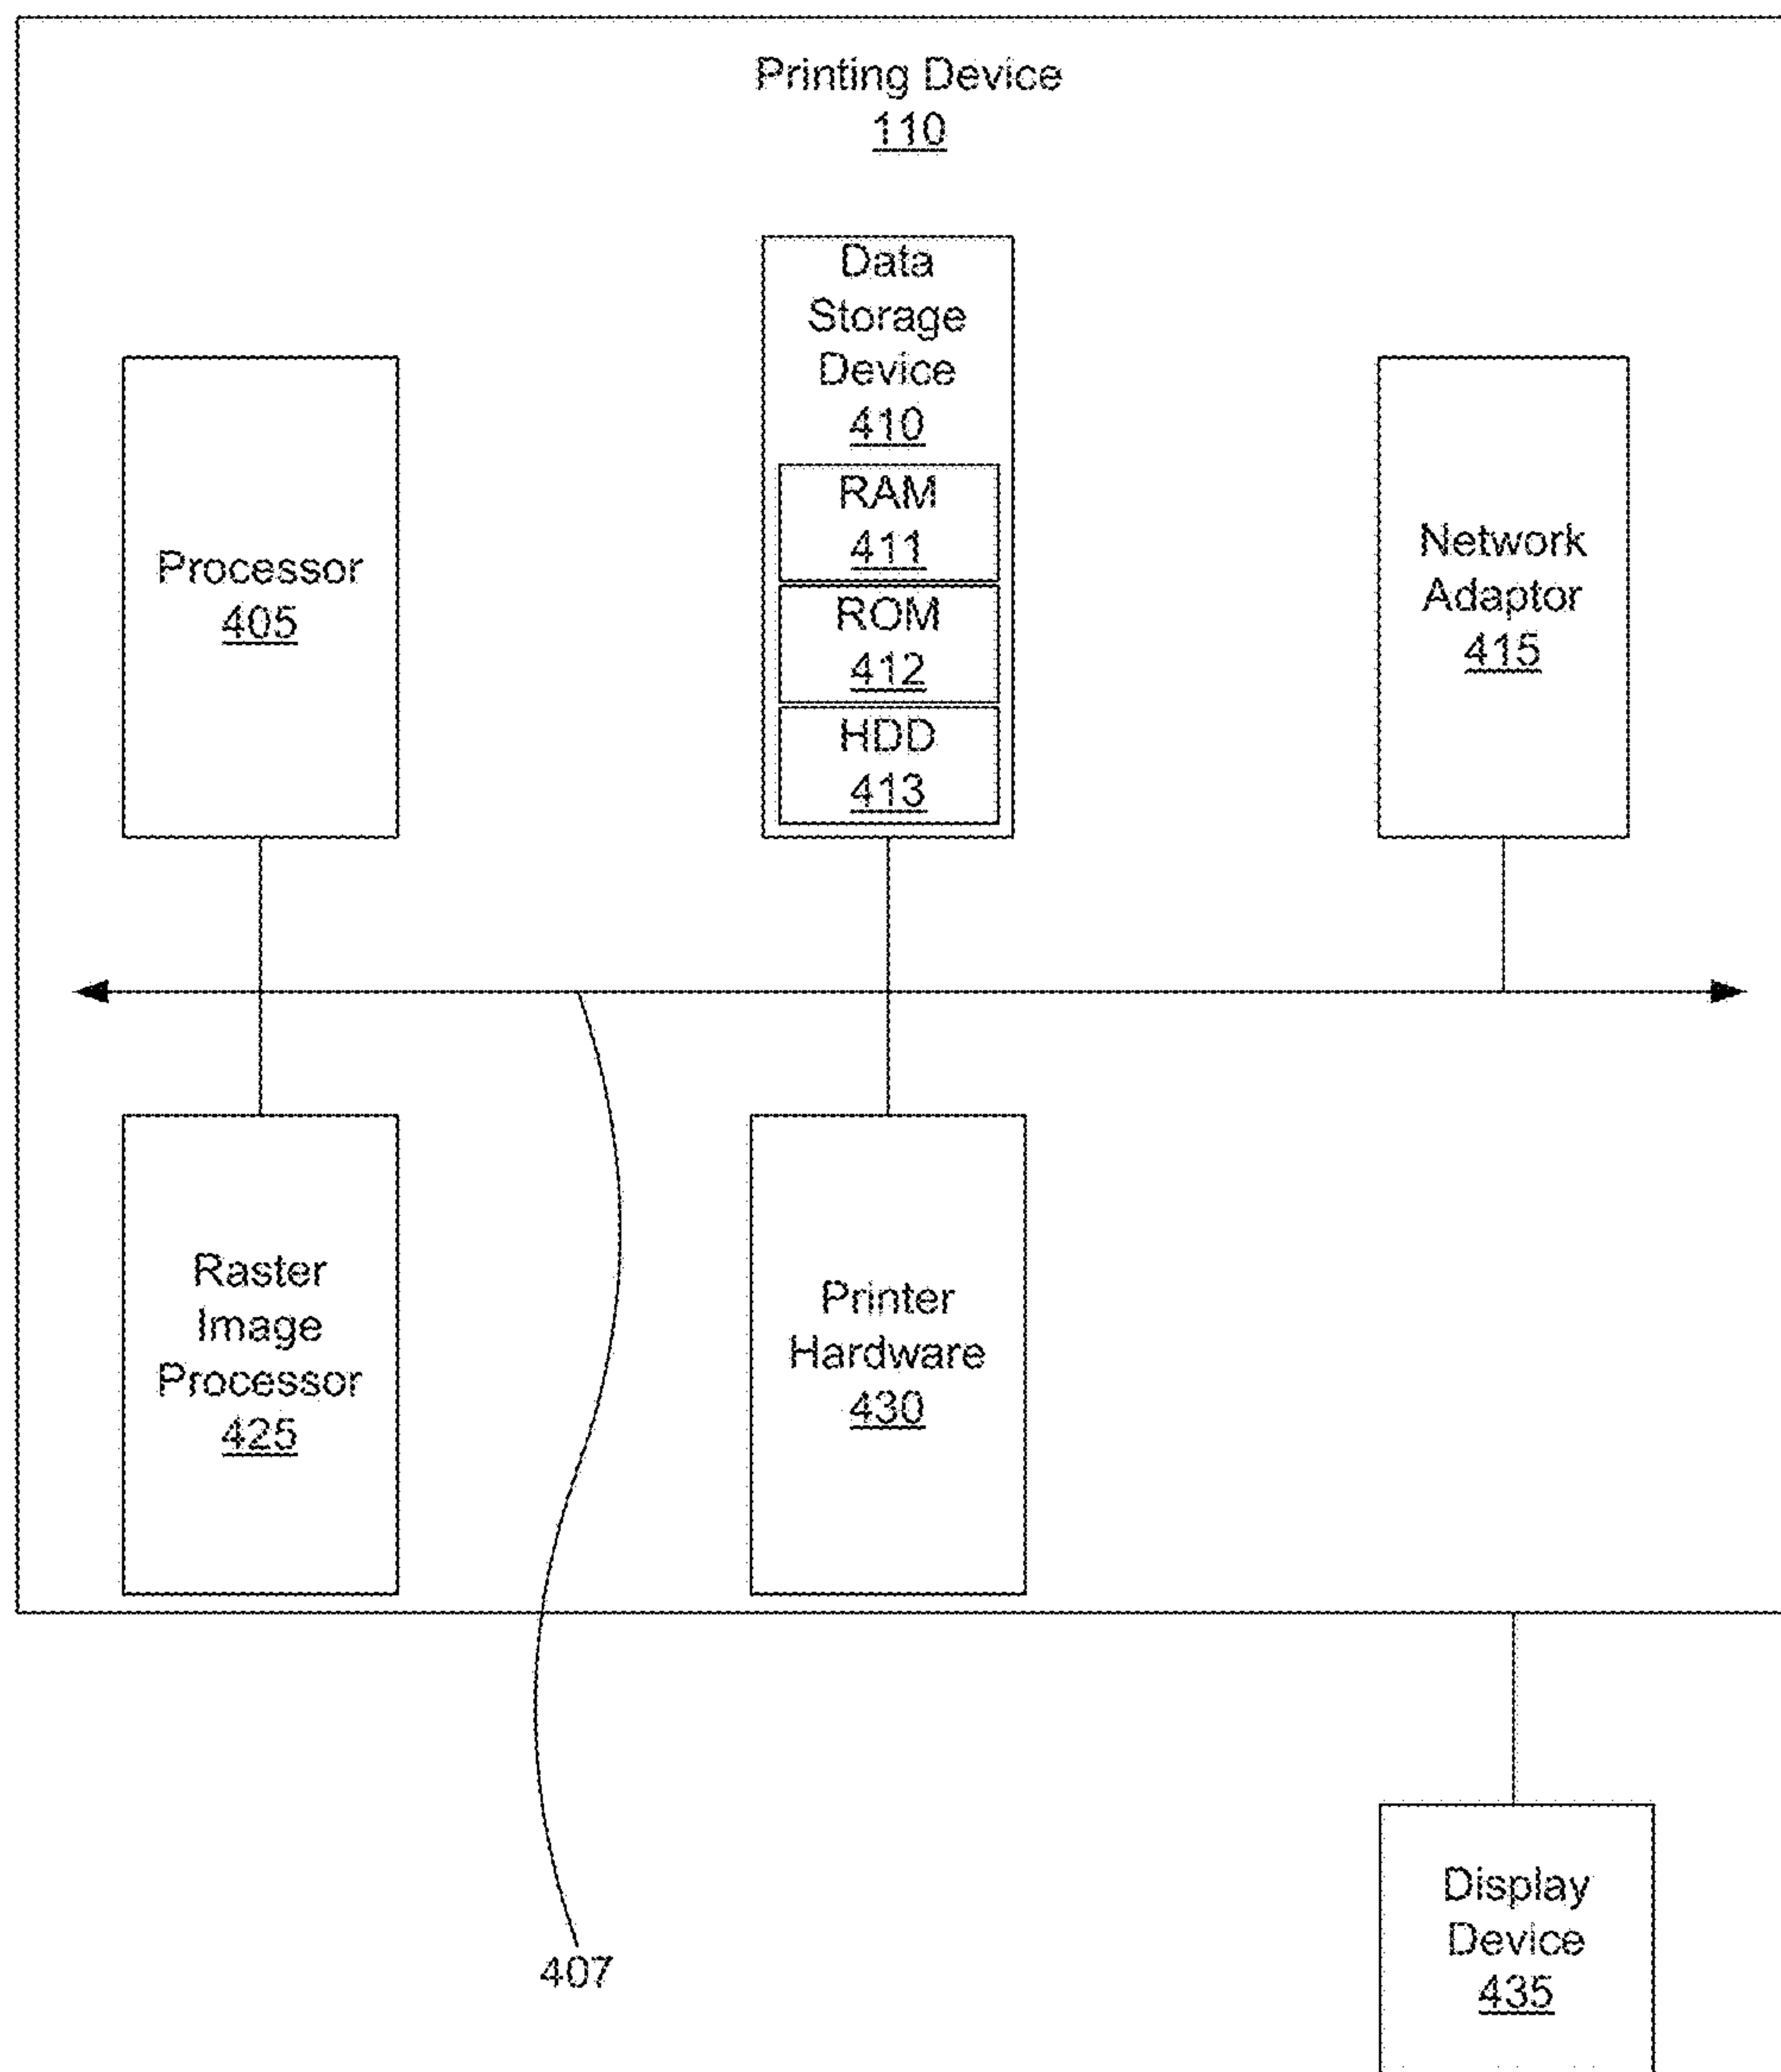 Printing Device
110
Data
Storage
Device
410
RAM
411
ROM
412
HDD
413
Processor
405
Network
Adaptor
415
Raster
Image
Processor
425
Printer
Hardware
430
407
Display
Device
435